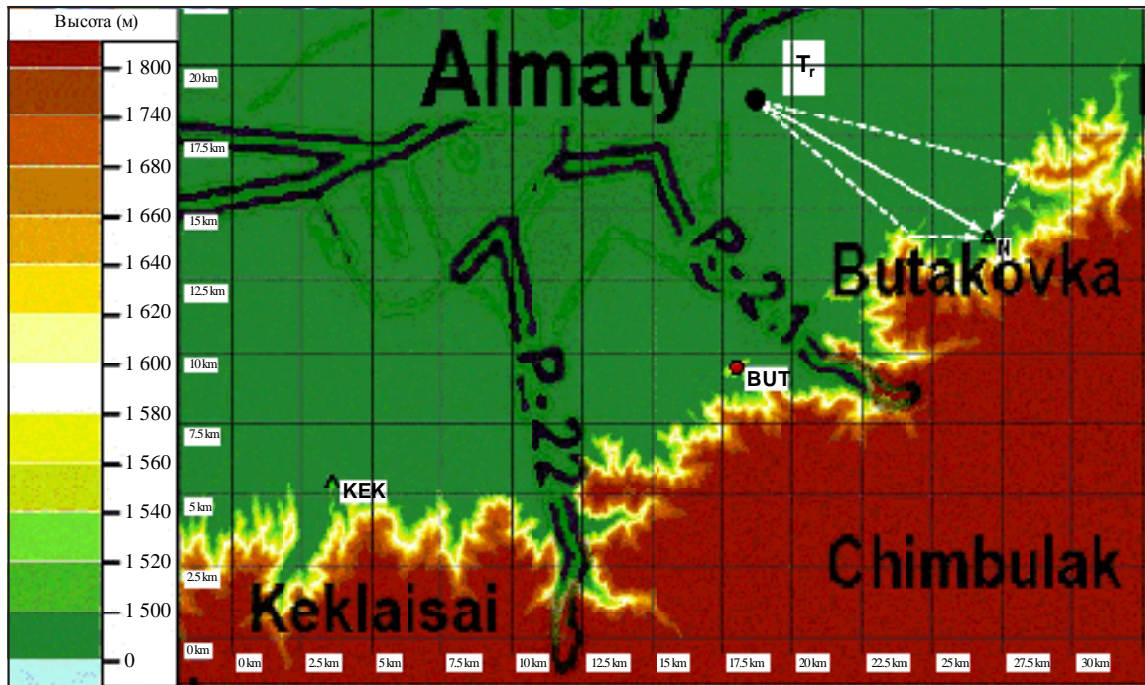 Высота (м)
1 800
1 740
1 680
1 660
1 640
1 620
1 600
1 580
1 560
1 540
1 520
1 500
0
Almaty
Tr
20 km
17.5 km
15 km
12.5 km
10 km
7.5 km
5 km
2.5 km
0 km
P-21
N
Butakovka
BUT
P-22
KEK
Chimbulak
Keklaisai
0 km 2.5 km 5 km 7.5 km 10 km 12.5 km 15 km 17.5 km 20 km 22.5 km 25 km 27.5 km 30 km